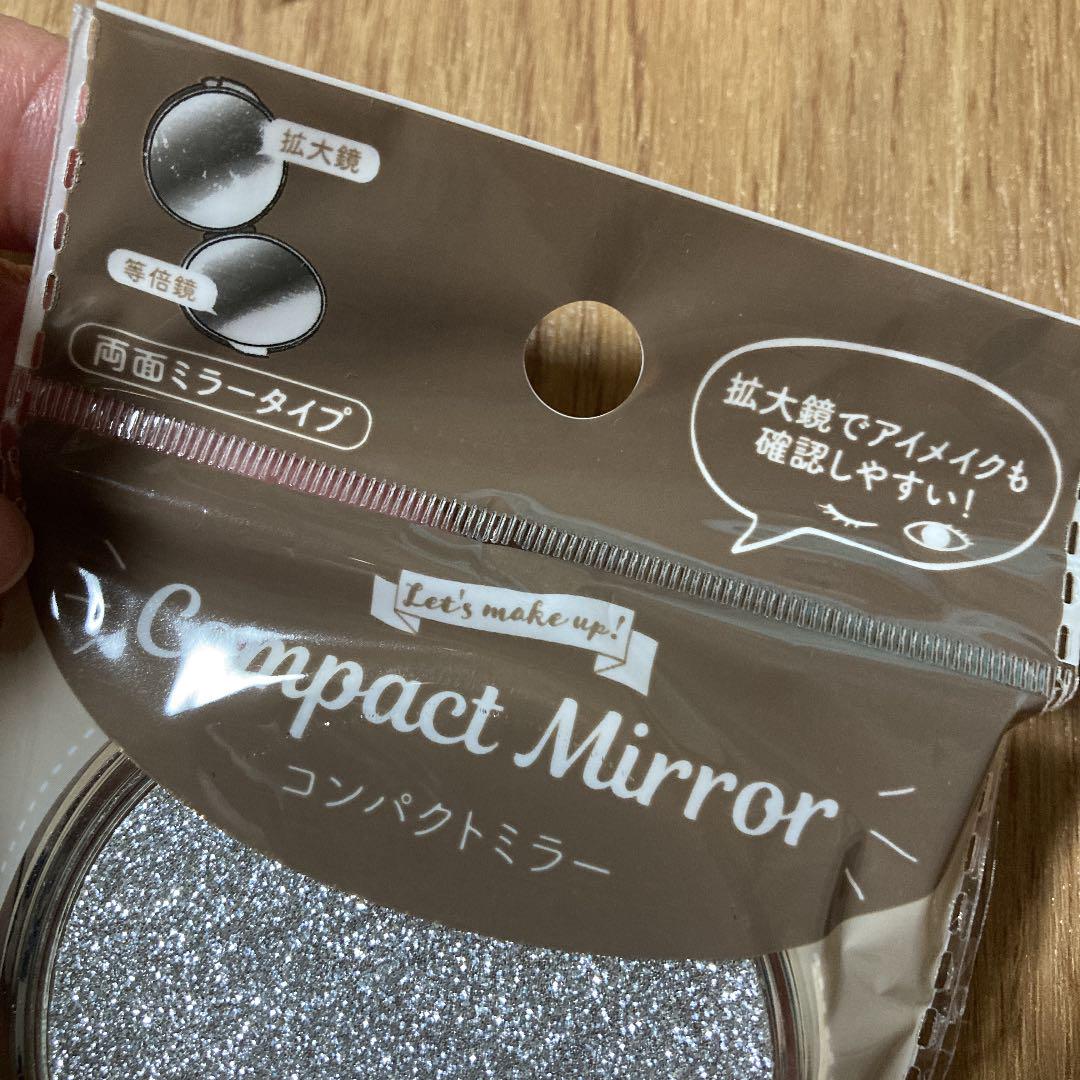 拡大鏡
等倍鏡
両面ミラータイプ
拡大鏡でアイメイクも
確認しやすい!
Let's make up!
Compact Mirror
コンパクトミラー